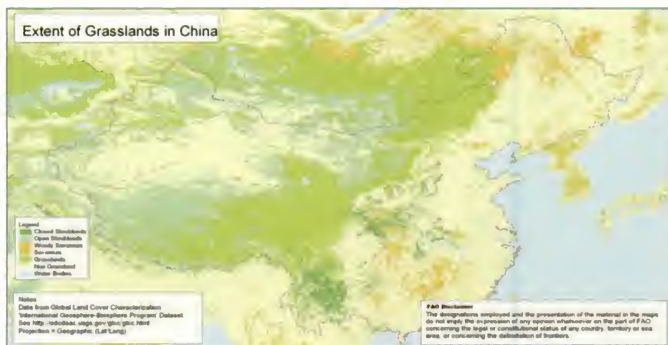 Extent of Grasslands in China
Legend
Closed Shrublands
Open Shrublands
Woody Savannas
Savannas
Grasslands
Non Grassland
Water Bodies
Notes
Data from Global Land Cover Characterization
'International Geosphere-Biosphere Program' Dataset
See http
Projection = Geographic (Lat/Long)
FAO Disclaimer
The designations employed and the presentation of the material in the maps
do not imply the expression of any opinion whatsoever on the part of FAO
concerning the legal or constitutional status of any country, territory or sea
area, or concerning the delimitation of frontiers.